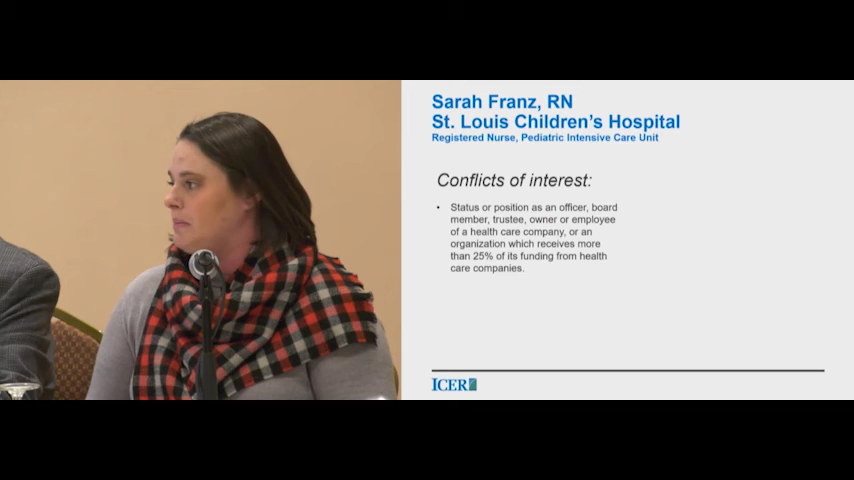 Sarah Franz, RN
St. Louis Children's Hospital
Registered Nurse, Pediatric Intensive Care Unit
Conflicts of interest:
• Status or position as an officer, board
member, trustee, owner or employee
of a health care company, or an
organization which receives more
than 25% of its funding from health
care companies.
ICER